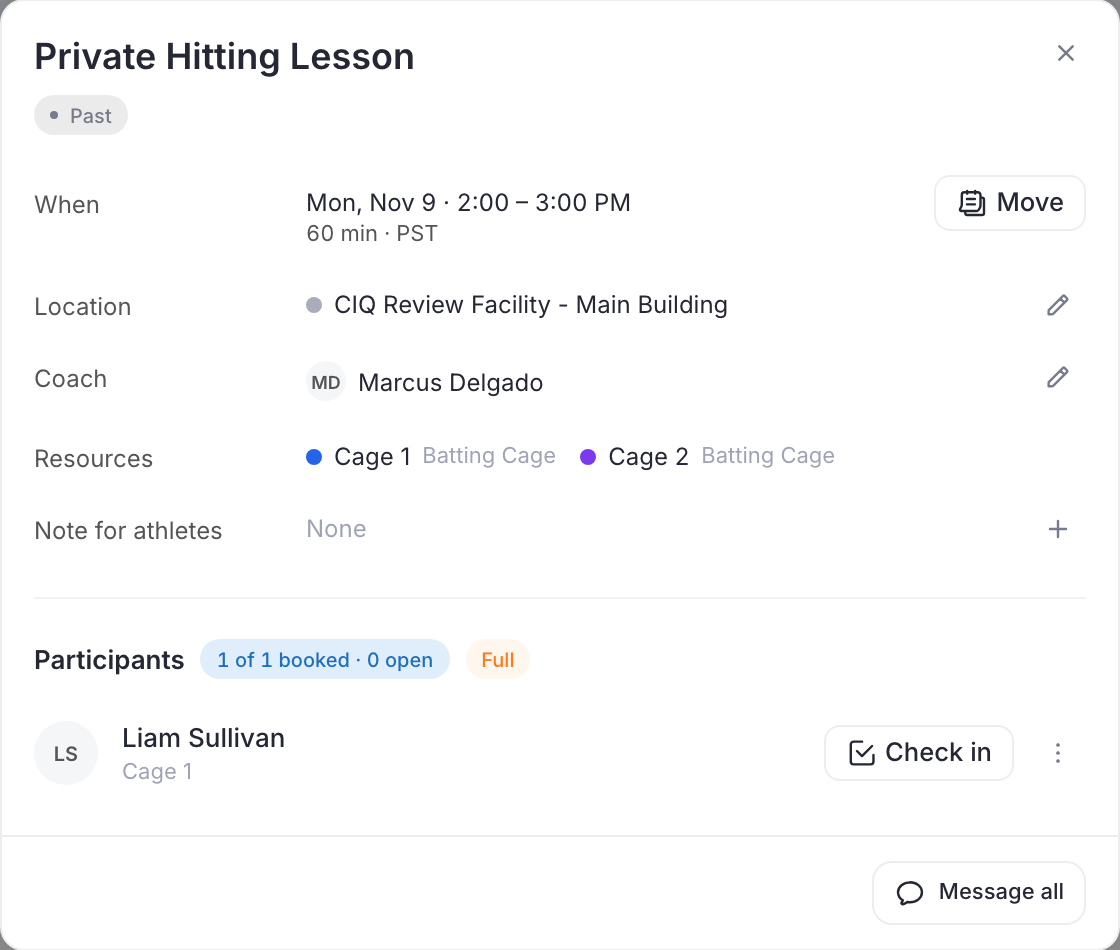 Private Hitting Lesson
Past
When
Mon, Nov 9 · 2:00 – 3:00 PM
60 min · PST
Move
Location
CIQ Review Facility - Main Building
Coach
MD
Marcus Delgado
Resources
Cage 1 Batting Cage
Cage 2 Batting Cage
Note for athletes
None
Participants
1 of 1 booked · 0 open
Full
LS
Liam Sullivan
Cage 1
Check in
Message all